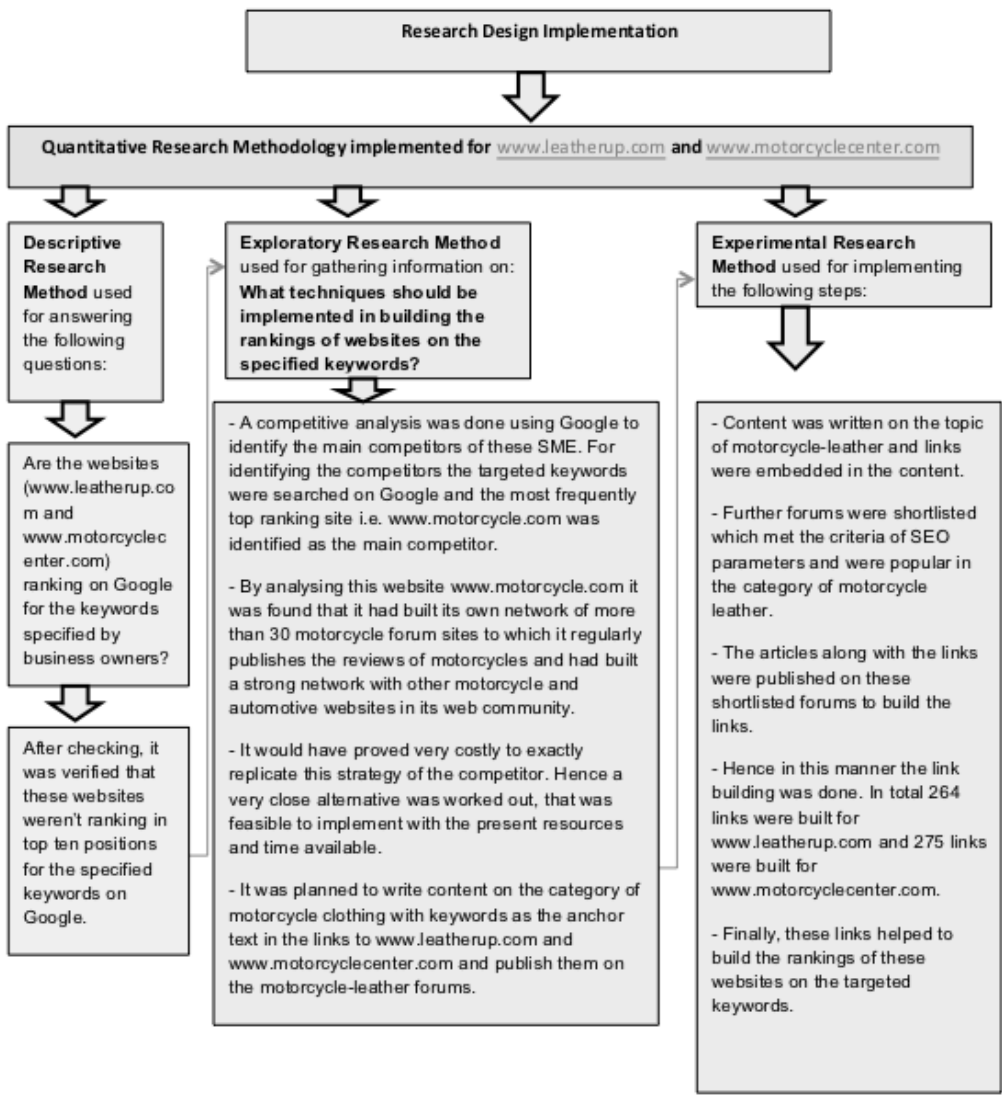 Research Design Implementation
Quantitative Research Methodology implemented for www.leatherup.com and www.motorcyclecenter.com
Descriptive
Research
Method used
for answering
the following
questions:
Are the websites
(www.leatherup.co
m and
www.motorcyclec
enter.com)
ranking on Google
for the keywords
specified by
business owners?
After checking, it
was verified that
these websites
weren't ranking in
top ten positions
for the specified
keywords on
Google.
Exploratory Research Method
used for gathering information on:
What techniques should be
implemented in building the
rankings of websites on the
specified keywords?
- A competitive analysis was done using Google to
identify the main competitors of these SME. For
identifying the competitors the targeted keywords
were searched on Google and the most frequently
top ranking site i.e. www.motorcycle.com was
identified as the main competitor.
- By analysing this website www.motorcycle.com it
was found that it had built its own network of more
than 30 motorcycle forum sites to which it regularly
publishes the reviews of motorcycles and had built
a strong network with other motorcycle and
automotive websites in its web community.
- It would have proved very costly to exactly
replicate this strategy of the competitor. Hence a
very close alternative was worked out, that was
feasible to implement with the present resources
and time available.
- It was planned to write content on the category of
motorcycle clothing with keywords as the anchor
text in the links to www.leatherup.com and
www.motorcyclecenter.com and publish them on
the motorcycle-leather forums.
Experimental Research
Method used for implementing
the following steps:
- Content was written on the topic
of motorcycle-leather and links
were embedded in the content.
- Further forums were shortlisted
which met the criteria of SEO
parameters and were popular in
the category of motorcycle
leather.
- The articles along with the links
were published on these
shortlisted forums to build the
links.
- Hence in this manner the link
building was done. In total 264
links were built for
www.leatherup.com and 275 links
were built for
www.motorcyclecenter.com.
- Finally, these links helped to
build the rankings of these
websites on the targeted
keywords.